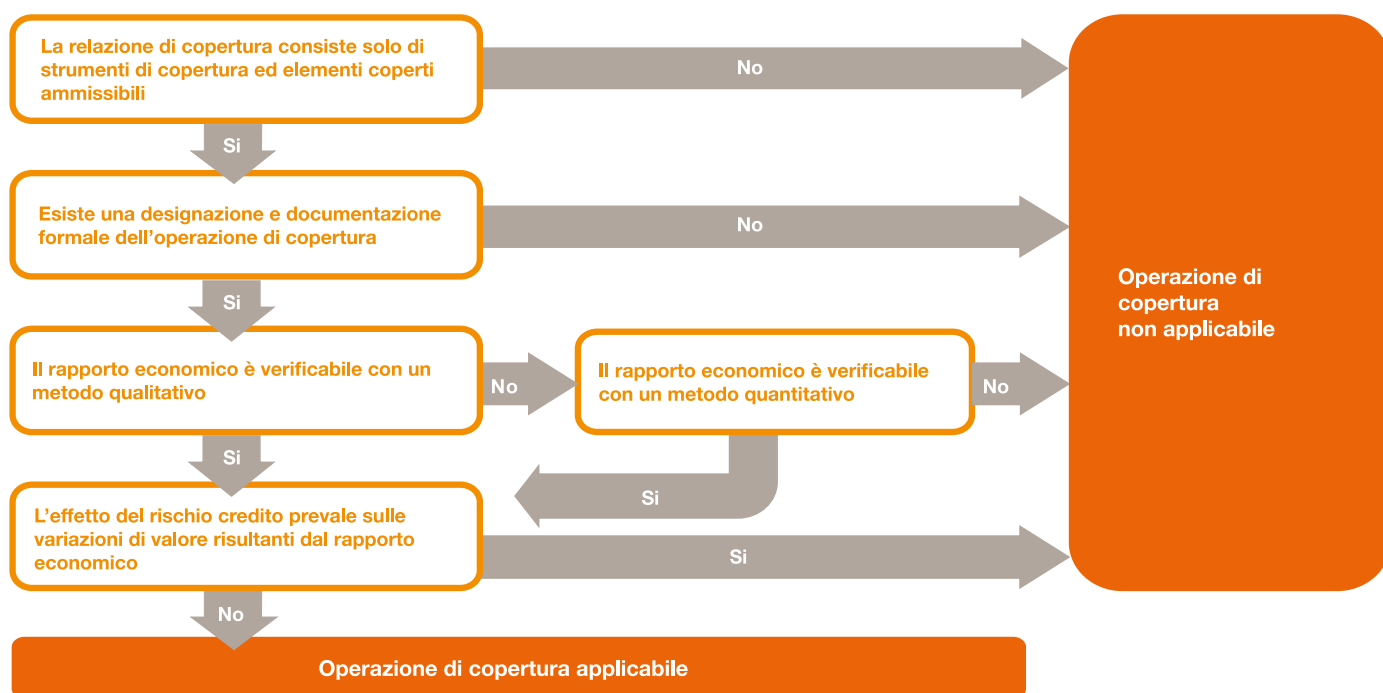 La relazione di copertura consiste solo di
strumenti di copertura ed elementi coperti
ammissibili
No
Si
Esiste una designazione e documentazione
formale dell'operazione di copertura
No
Operazione di
copertura
non applicabile
Si
Il rapporto economico è verificabile con un
metodo qualitativo
No
Il rapporto economico è verificabile
con un metodo quantitativo
No
Si
Si
L'effetto del rischio credito prevale sulle
variazioni di valore risultanti dal rapporto
economico
Si
No
Operazione di copertura applicabile